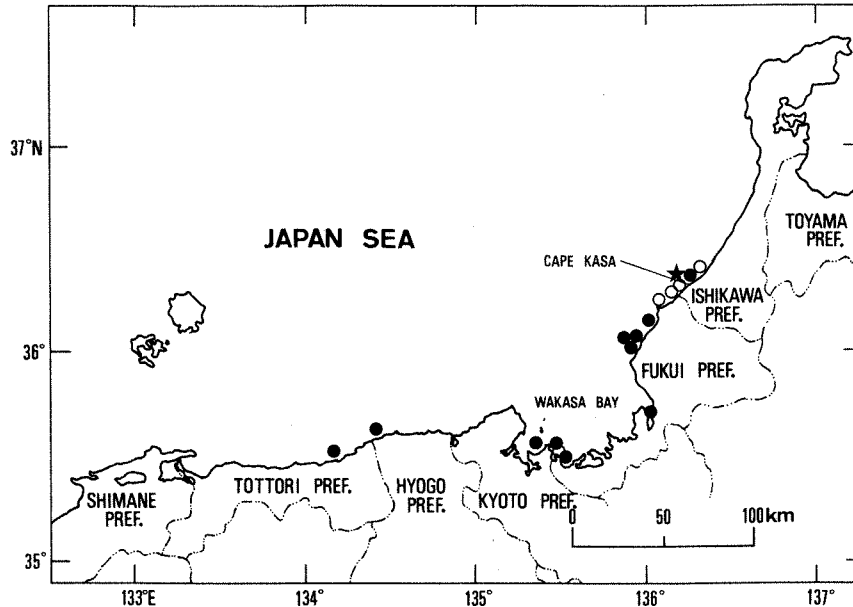 37°N
JAPAN SEA
TOYAMA
PREF.
CAPE KASA
ISHIKAWA
PREF.
36°
FUKUI PREF.
WAKASA BAY
SHIMANE
PREF.
TOTTORI PREF.
HYOGO
PREF.
KYOTO PREF.
0 50 100km
35°
133°E 134° 135° 136° 137°